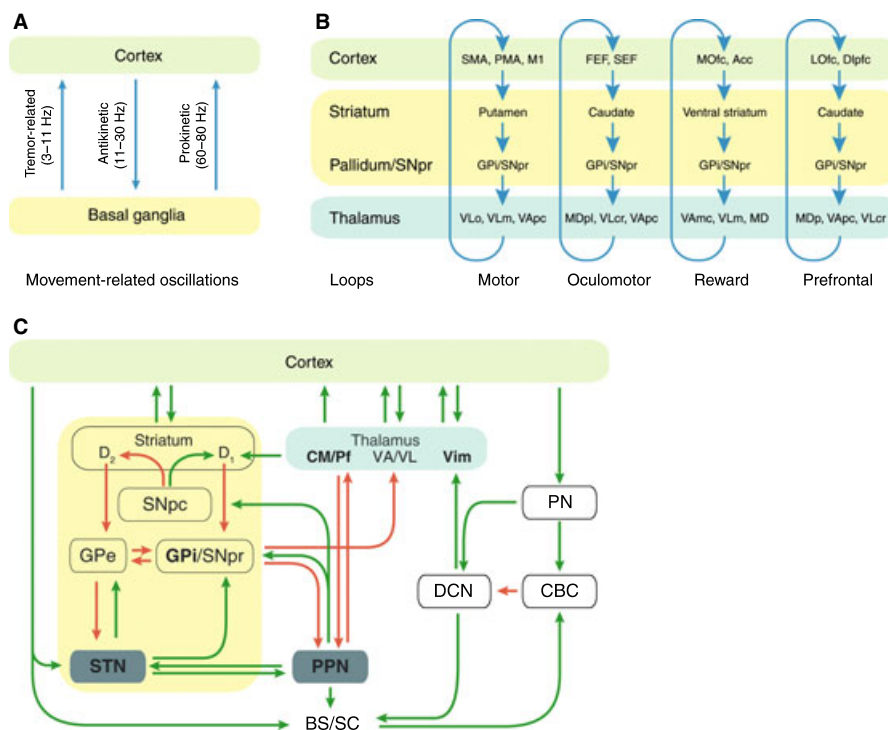 A
Cortex
Tremor-related
(3–11 Hz)
Antikinetic
(11–30 Hz)
Prokinetic
(60–80 Hz)
Basal ganglia
Movement-related oscillations
B
Cortex SMA, PMA, M1 FEF, SEF MOfc, Acc LOfc, Dlpfc
Striatum Putamen Caudate Ventral striatum Caudate
Pallidum/SNpr GPi/SNpr GPi/SNpr GPi/SNpr GPi/SNpr
Thalamus VLo, VLm, VApc MDpl, VLcr, VApc VAmc, VLm, MD MDp, VApc, VLcr
Loops Motor Oculomotor Reward Prefrontal
C
Cortex
Striatum
D2 D1
SNpc
Thalamus
CM/Pf VA/VL Vim
PN
GPe GPi/SNpr
DCN CBC
STN PPN
BS/SC